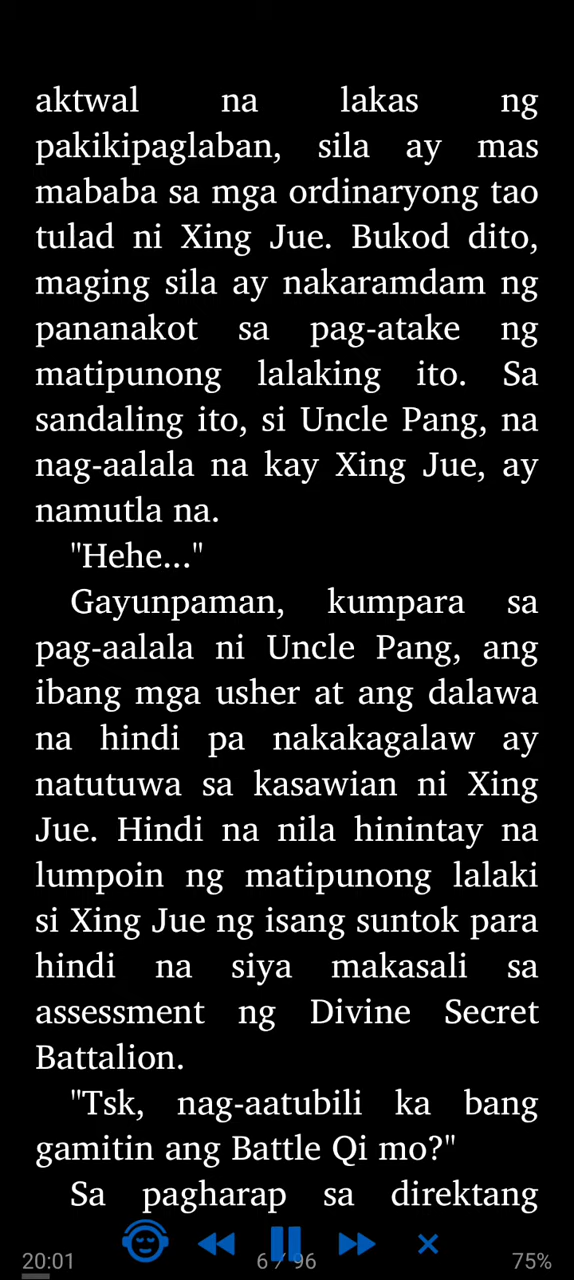 aktwal na lakas ng
pakikipaglaban, sila ay mas
mababa sa mga ordinaryong tao
tulad ni Xing Jue. Bukod dito,
maging sila ay nakaramdam ng
pananakot sa pag-atake ng
matipunong lalaking ito. Sa
sandaling ito, si Uncle Pang, na
nag-aalala na kay Xing Jue, ay
namutla na.
"Hehe..."
Gayunpaman, kumpara sa
pag-aalala ni Uncle Pang, ang
ibang mga usher at ang dalawa
na hindi pa nakakagalaw ay
natutuwa sa kasawian ni Xing
Jue. Hindi na nila hinintay na
lumpoin ng matipunong lalaki
si Xing Jue ng isang suntok para
hindi na siya makasali sa
assessment ng Divine Secret
Battalion.
"Tsk, nag-aatubili ka bang
gamitin ang Battle Qi mo?"
Sa pagharap sa direktang
20:01 6 / 96 75%